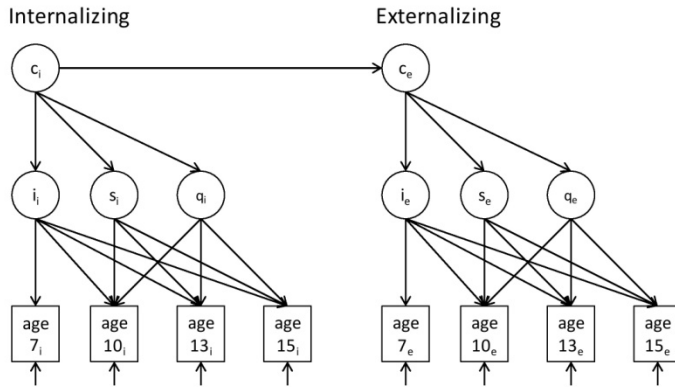 Internalizing Externalizing
cᵢ cₑ
iᵢ sᵢ qᵢ iₑ sₑ qₑ
age age age age age age age age
7ᵢ 10ᵢ 13ᵢ 15ᵢ 7ₑ 10ₑ 13ₑ 15ₑ